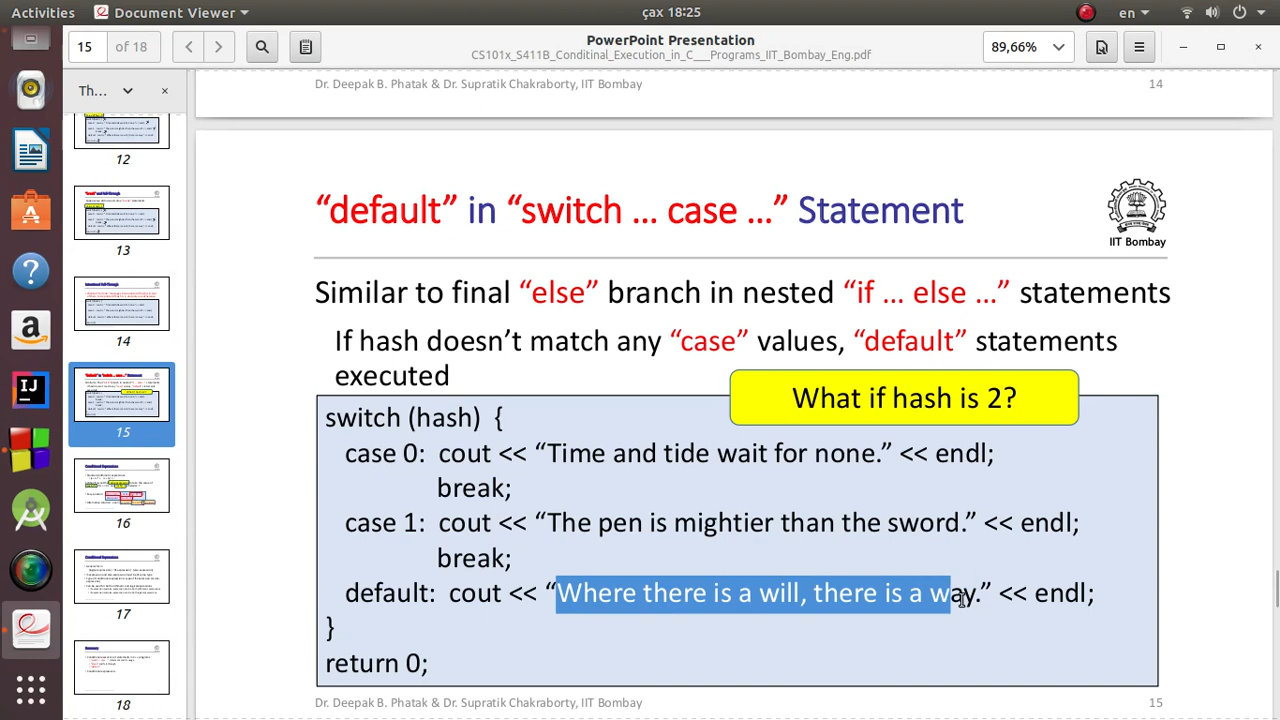 Activities Document Viewer çax 18:25 en
15 of 18 PowerPoint Presentation 89,66%
CS101x_S411B_Conditinal_Execution_in_C___Programs_IIT_Bombay_Eng.pdf
Th...
Dr. Deepak B. Phatak & Dr. Supratik Chakraborty, IIT Bombay 14
12
13
14
15
16
17
18
“default” in “switch … case …” Statement
IIT Bombay
Similar to final “else” branch in nested “if … else …” statements
If hash doesn’t match any “case” values, “default” statements
executed
What if hash is 2?
switch (hash) {
case 0: cout << “Time and tide wait for none.” << endl;
break;
case 1: cout << “The pen is mightier than the sword.” << endl;
break;
default: cout << “Where there is a will, there is a way.” << endl;
}
return 0;
Dr. Deepak B. Phatak & Dr. Supratik Chakraborty, IIT Bombay 15